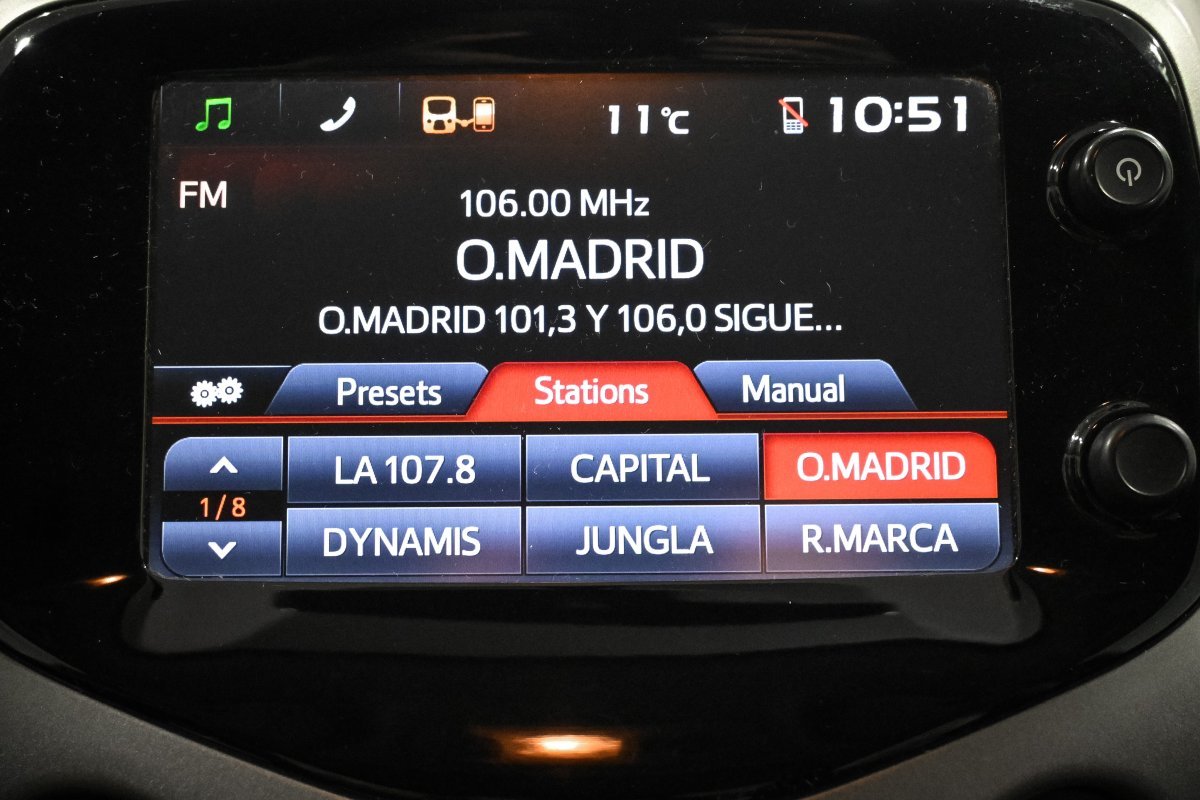 11°C 10:51
FM
106.00 MHz
O.MADRID
O.MADRID 101,3 Y 106,0 SIGUE...
Presets Stations Manual
LA 107.8 CAPITAL O.MADRID
1/8
DYNAMIS JUNGLA R.MARCA